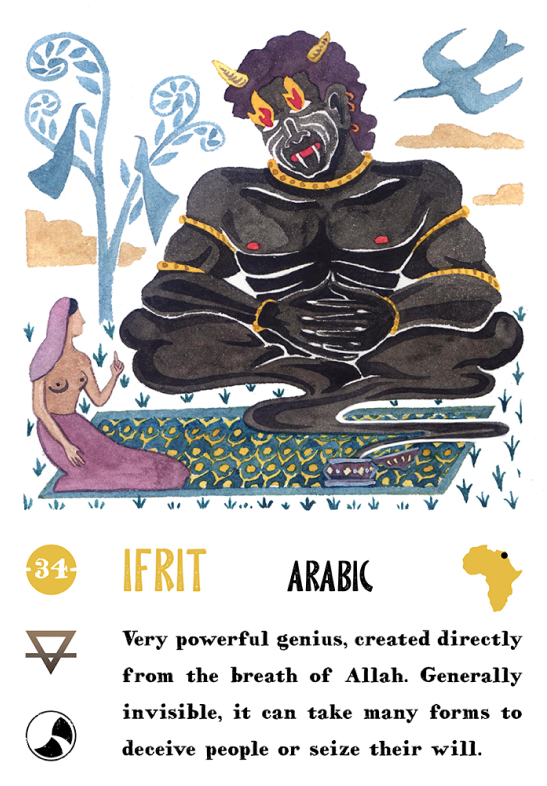 34 IFRIT ARABIC
Very powerful genius, created directly
from the breath of Allah. Generally
invisible, it can take many forms to
deceive people or seize their will.